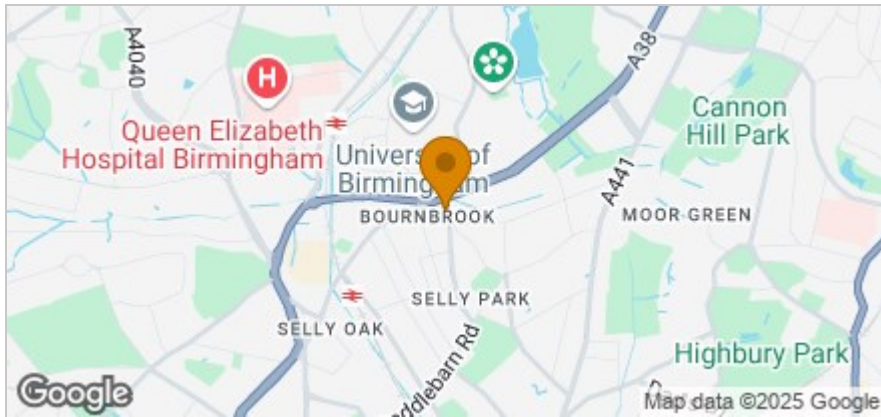 A4040
A38
H
Cannon
Hill Park
Queen Elizabeth
Hospital Birmingham
University of
Birmingham
A441
BOURNBROOK
MOOR GREEN
SELLY PARK
SELLY OAK
Highbury Park
Google
Map data ©2025 Google